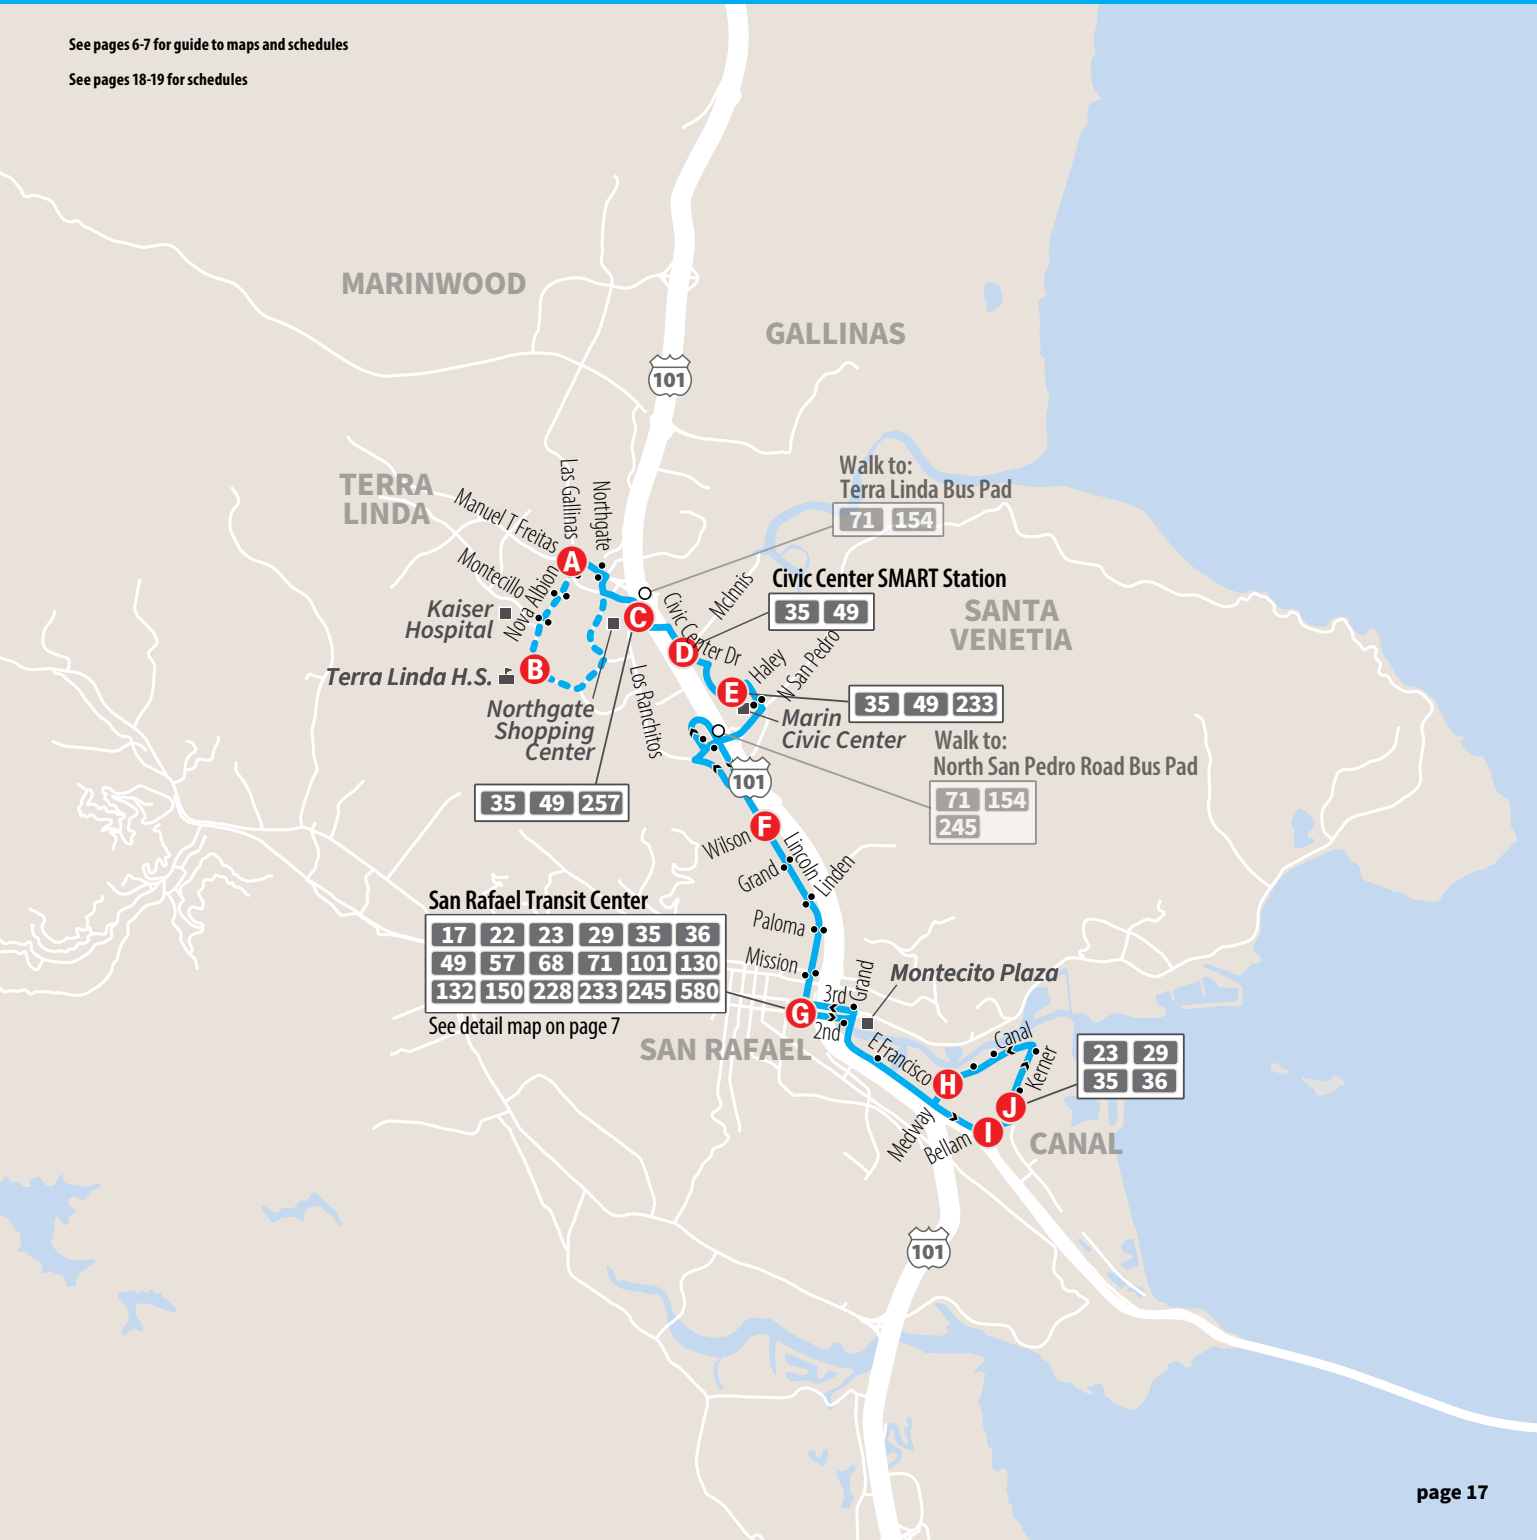 See pages 6-7 for guide to maps and schedules
See pages 18-19 for schedules
MARINWOOD
GALLINAS
101
TERRA
LINDA
Walk to:
Terra Linda Bus Pad
71 154
Las Gallinas
Northgate
Manuel T Freitas
A
Montecillo
Nova Albion
Kaiser
Hospital
Terra Linda H.S.
B
C
Civic Center SMART Station
35 49
McInnis
Civic Center Dr
D
SANTA
VENETIA
E
Haley
N San Pedro
35 49 233
Marin
Civic Center
Northgate
Shopping
Center
Los Ranchitos
35 49 257
101
Walk to:
North San Pedro Road Bus Pad
71 154
245
F
Wilson
Lincoln
Grand
Linden
Paloma
Mission
San Rafael Transit Center
17 22 23 29 35 36
49 57 68 71 101 130
132 150 228 233 245 580
See detail map on page 7
G
3rd
2nd
Grand
Montecito Plaza
SAN RAFAEL
E Francisco
Canal
H
Kerner
J
23 29
35 36
I
Medway
Bellam
CANAL
101
page 17